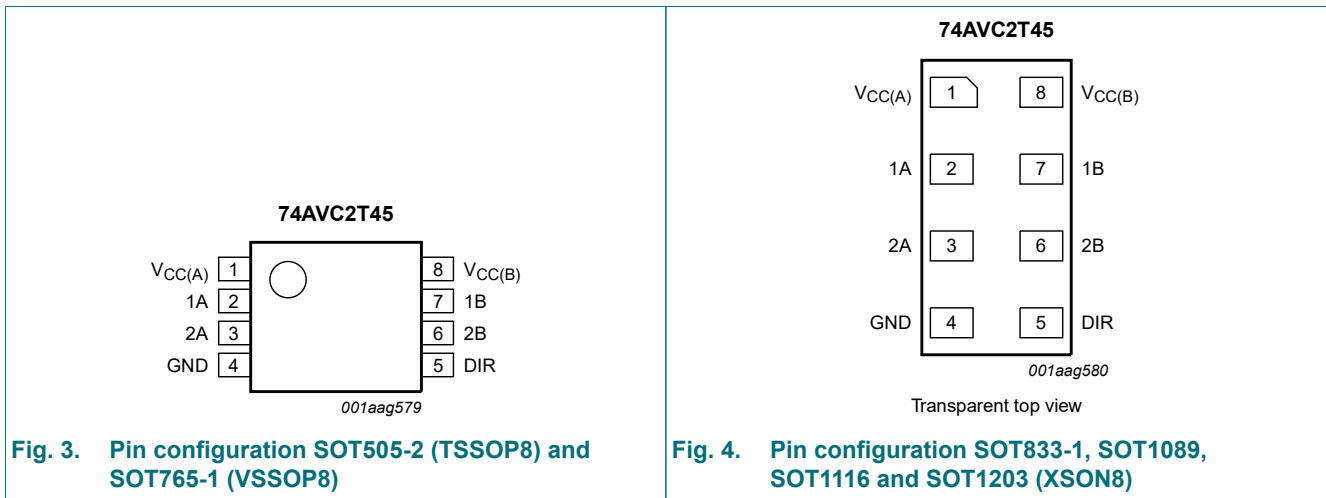 74AVC2T45
VCC(A) 1 8 VCC(B)
1A 2 7 1B
2A 3 6 2B
GND 4 5 DIR
001aag579
Fig. 3. Pin configuration SOT505-2 (TSSOP8) and
SOT765-1 (VSSOP8)
74AVC2T45
VCC(A) 1 8 VCC(B)
1A 2 7 1B
2A 3 6 2B
GND 4 5 DIR
001aag580
Transparent top view
Fig. 4. Pin configuration SOT833-1, SOT1089,
SOT1116 and SOT1203 (XSON8)